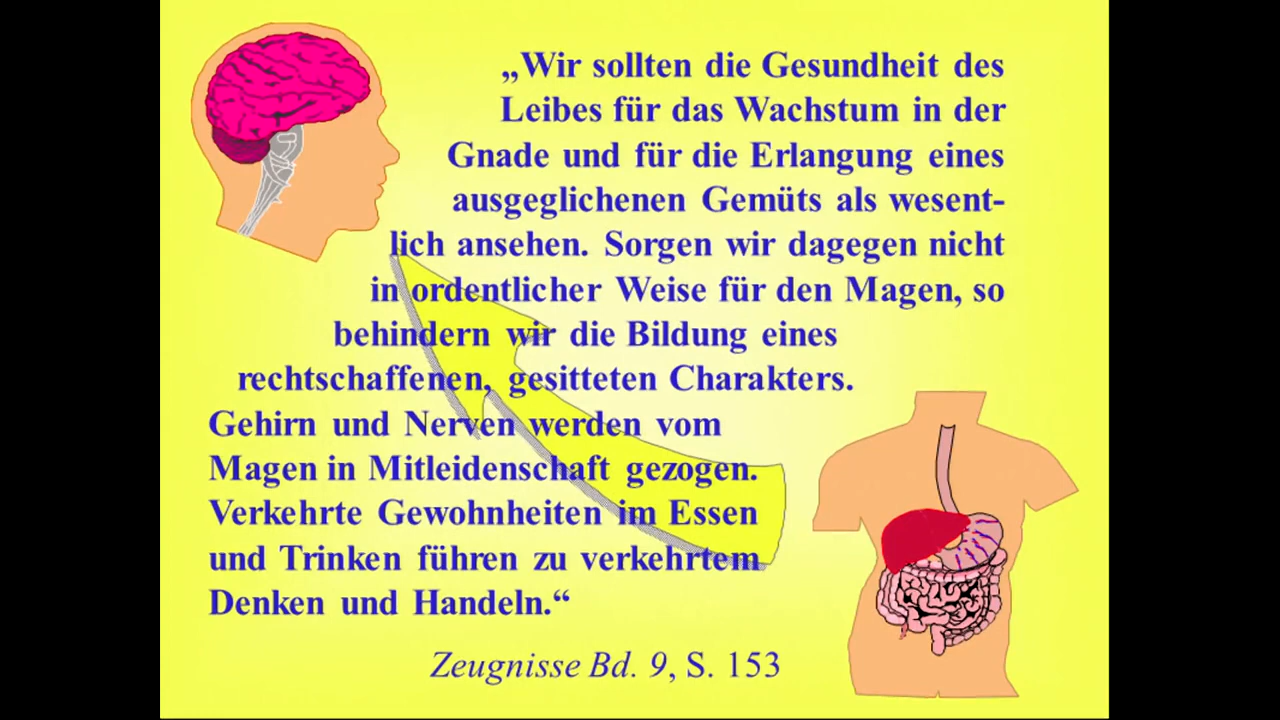 „Wir sollten die Gesundheit des
Leibes für das Wachstum in der
Gnade und für die Erlangung eines
ausgeglichenen Gemüts als wesent-
lich ansehen. Sorgen wir dagegen nicht
in ordentlicher Weise für den Magen, so
behindern wir die Bildung eines
rechtschaffenen, gesitteten Charakters.
Gehirn und Nerven werden vom
Magen in Mitleidenschaft gezogen.
Verkehrte Gewohnheiten im Essen
und Trinken führen zu verkehrtem
Denken und Handeln.“
Zeugnisse Bd. 9, S. 153